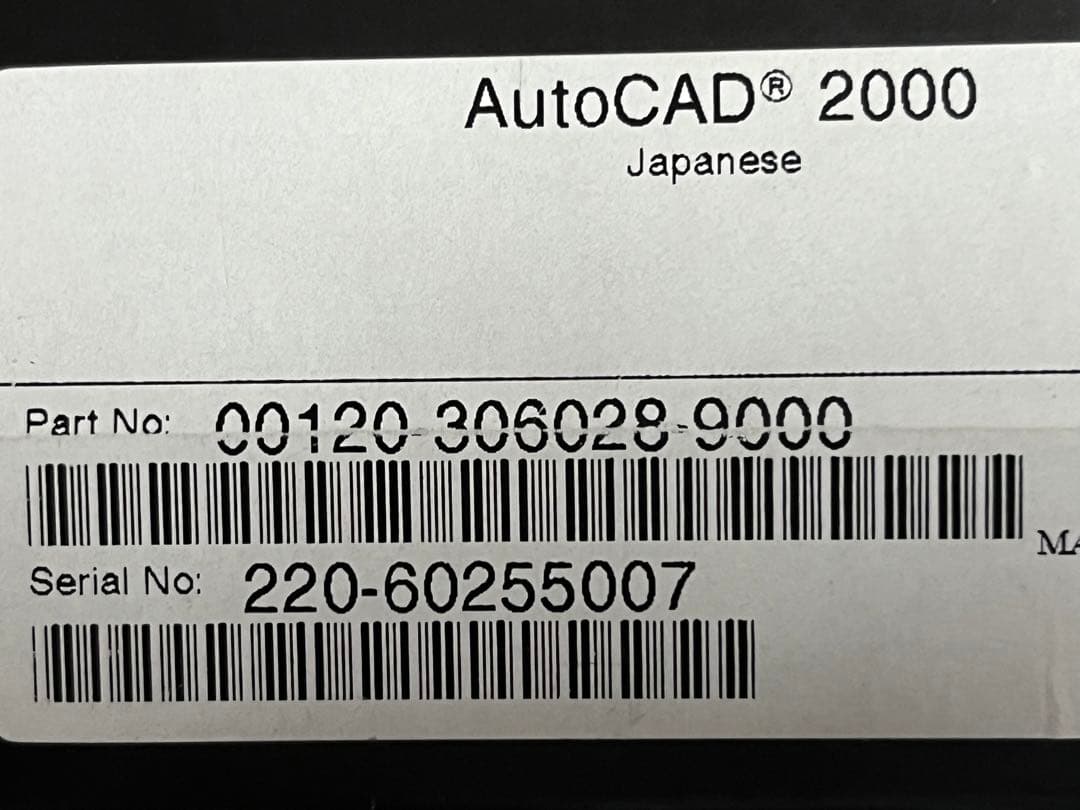 AutoCAD® 2000
Japanese
Part No: 00120-306028-9000
Serial No: 220-60255007